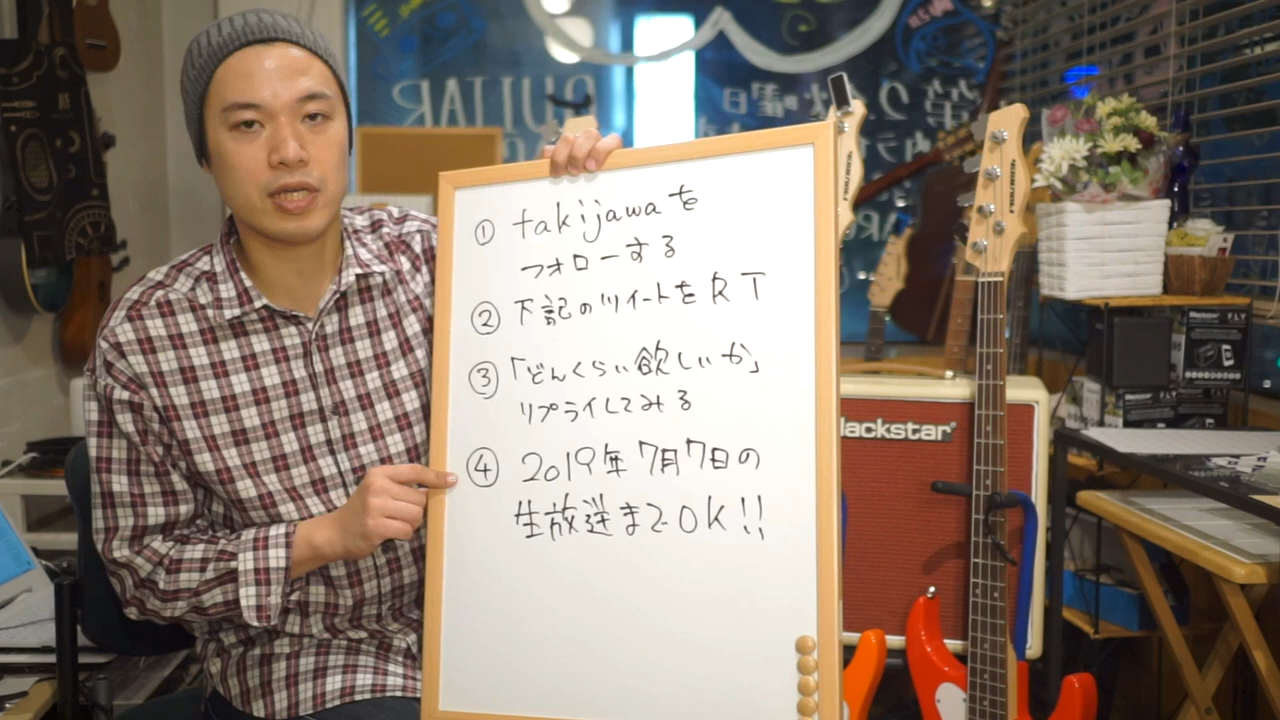 ① takijawaを
フォローする
② 下記のツイートをRT
③ 「どんくらい欲しいか」
リプライしてみる
④ 2019年7月7日の
生放送までOK!!
Blackstar
GUITAR
Blackstar FLY